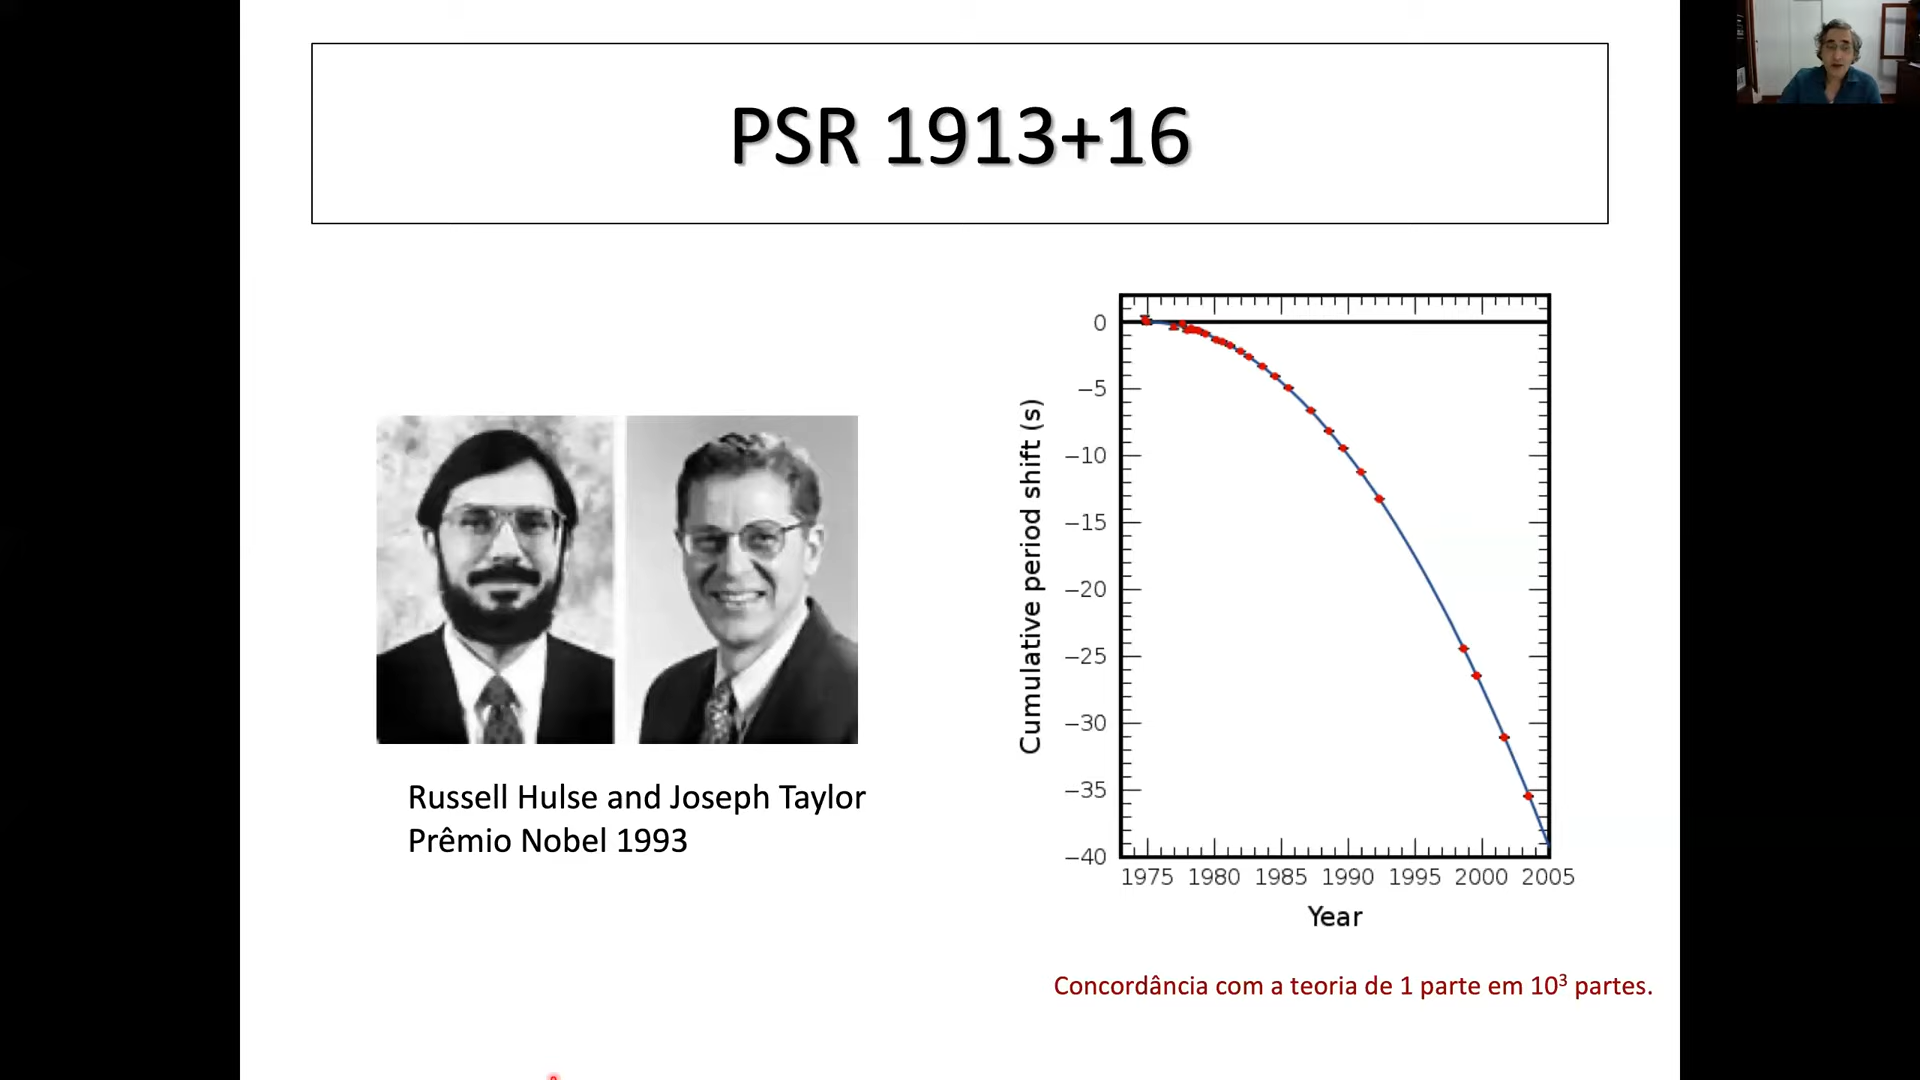 PSR 1913+16
Russell Hulse and Joseph Taylor
Prêmio Nobel 1993
Cumulative period shift (s)
0
−5
−10
−15
−20
−25
−30
−35
−40
1975 1980 1985 1990 1995 2000 2005
Year
Concordância com a teoria de 1 parte em 10³ partes.